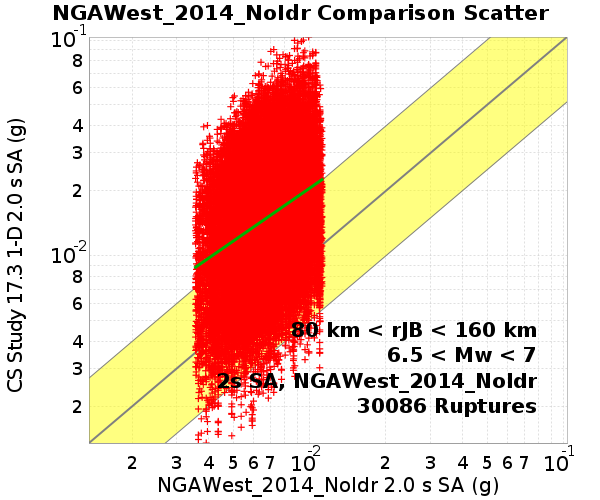 NGAWest_2014_NoIdr Comparison Scatter
CS Study 17.3 1-D 2.0 s SA (g)
10-1
8
6
4
3
2
10-2
8
6
4
3
2
80 km < rJB < 160 km
6.5 < Mw < 7
2s SA, NGAWest_2014_NoIdr
30086 Ruptures
2 3 4 5 6 7 10-2 2 3 4 5 6 7 10-1
NGAWest_2014_NoIdr 2.0 s SA (g)